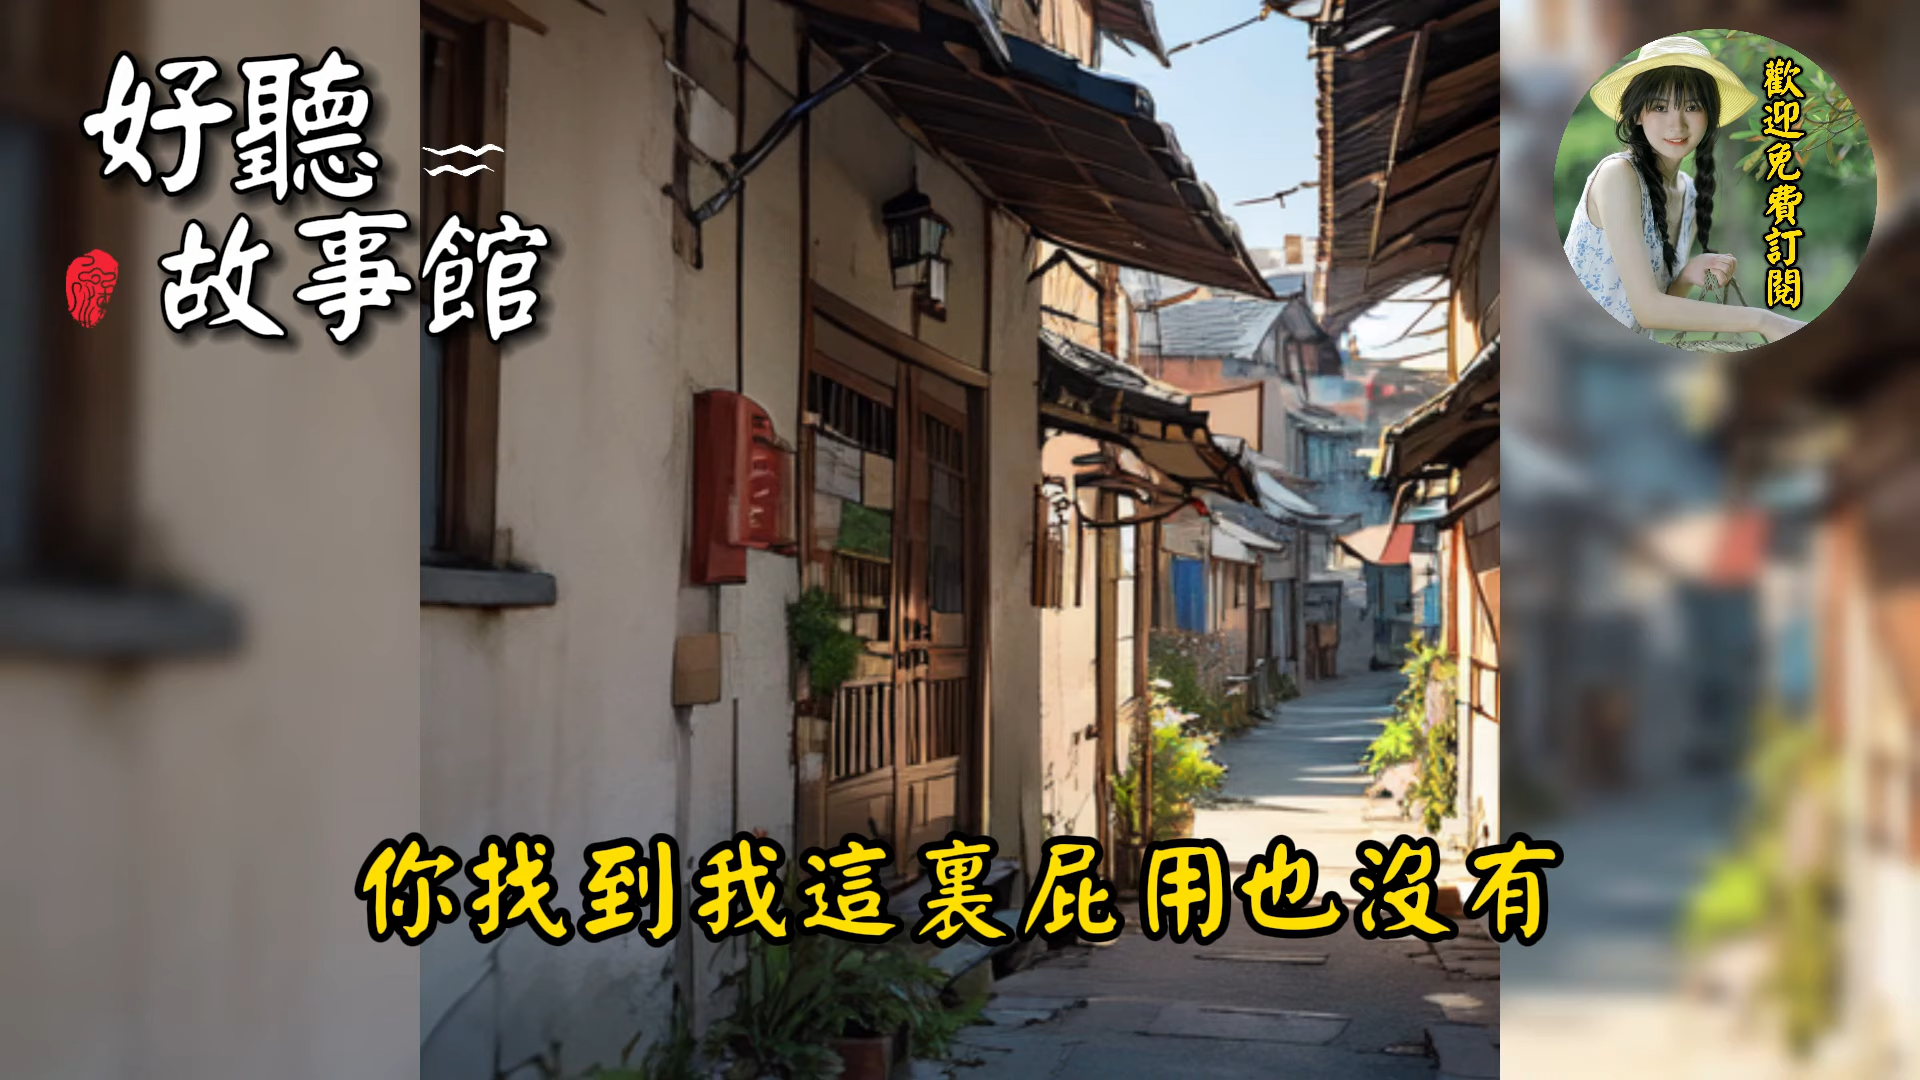 好聽
故事館
歡迎免費訂閱
你找到我這裏屁用也沒有